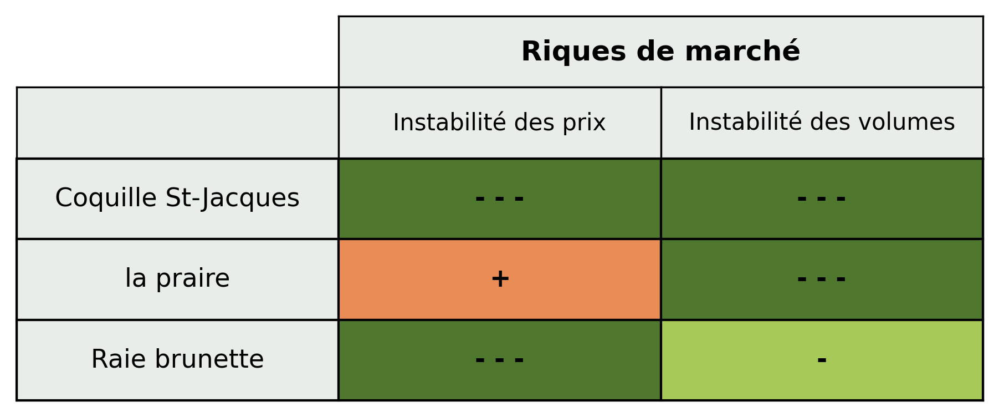 Riques de marché
Instabilité des prix
Instabilité des volumes
Coquille St-Jacques
- - -
- - -
la praire
+
- - -
Raie brunette
- - -
-